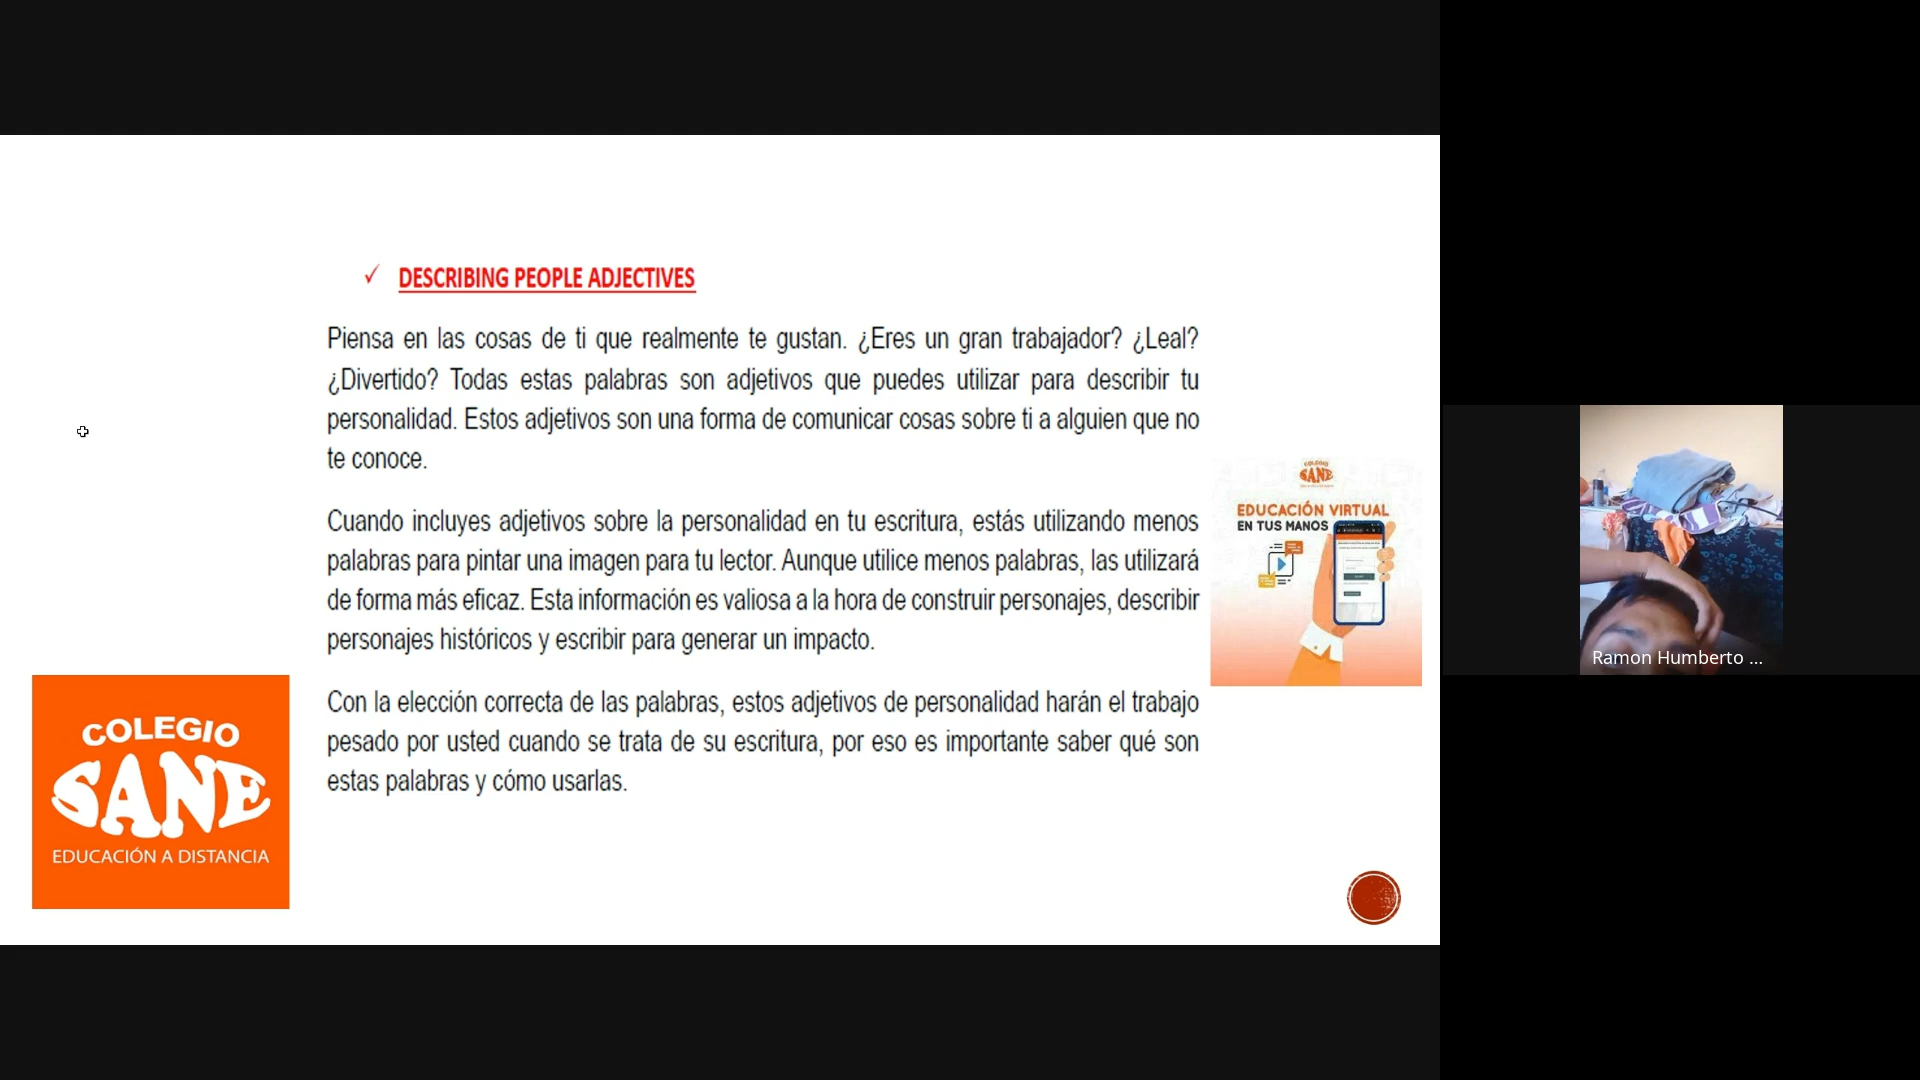 ✓ DESCRIBING PEOPLE ADJECTIVES
Piensa en las cosas de ti que realmente te gustan. ¿Eres un gran trabajador? ¿Leal?
¿Divertido? Todas estas palabras son adjetivos que puedes utilizar para describir tu
personalidad. Estos adjetivos son una forma de comunicar cosas sobre ti a alguien que no
te conoce.
Cuando incluyes adjetivos sobre la personalidad en tu escritura, estás utilizando menos
palabras para pintar una imagen para tu lector. Aunque utilice menos palabras, las utilizará
de forma más eficaz. Esta información es valiosa a la hora de construir personajes, describir
personajes históricos y escribir para generar un impacto.
Con la elección correcta de las palabras, estos adjetivos de personalidad harán el trabajo
pesado por usted cuando se trata de su escritura, por eso es importante saber qué son
estas palabras y cómo usarlas.
COLEGIO
SANE
EDUCACIÓN A DISTANCIA
COLEGIO
SANE
EDUCACIÓN VIRTUAL
EN TUS MANOS
Ramon Humberto ...